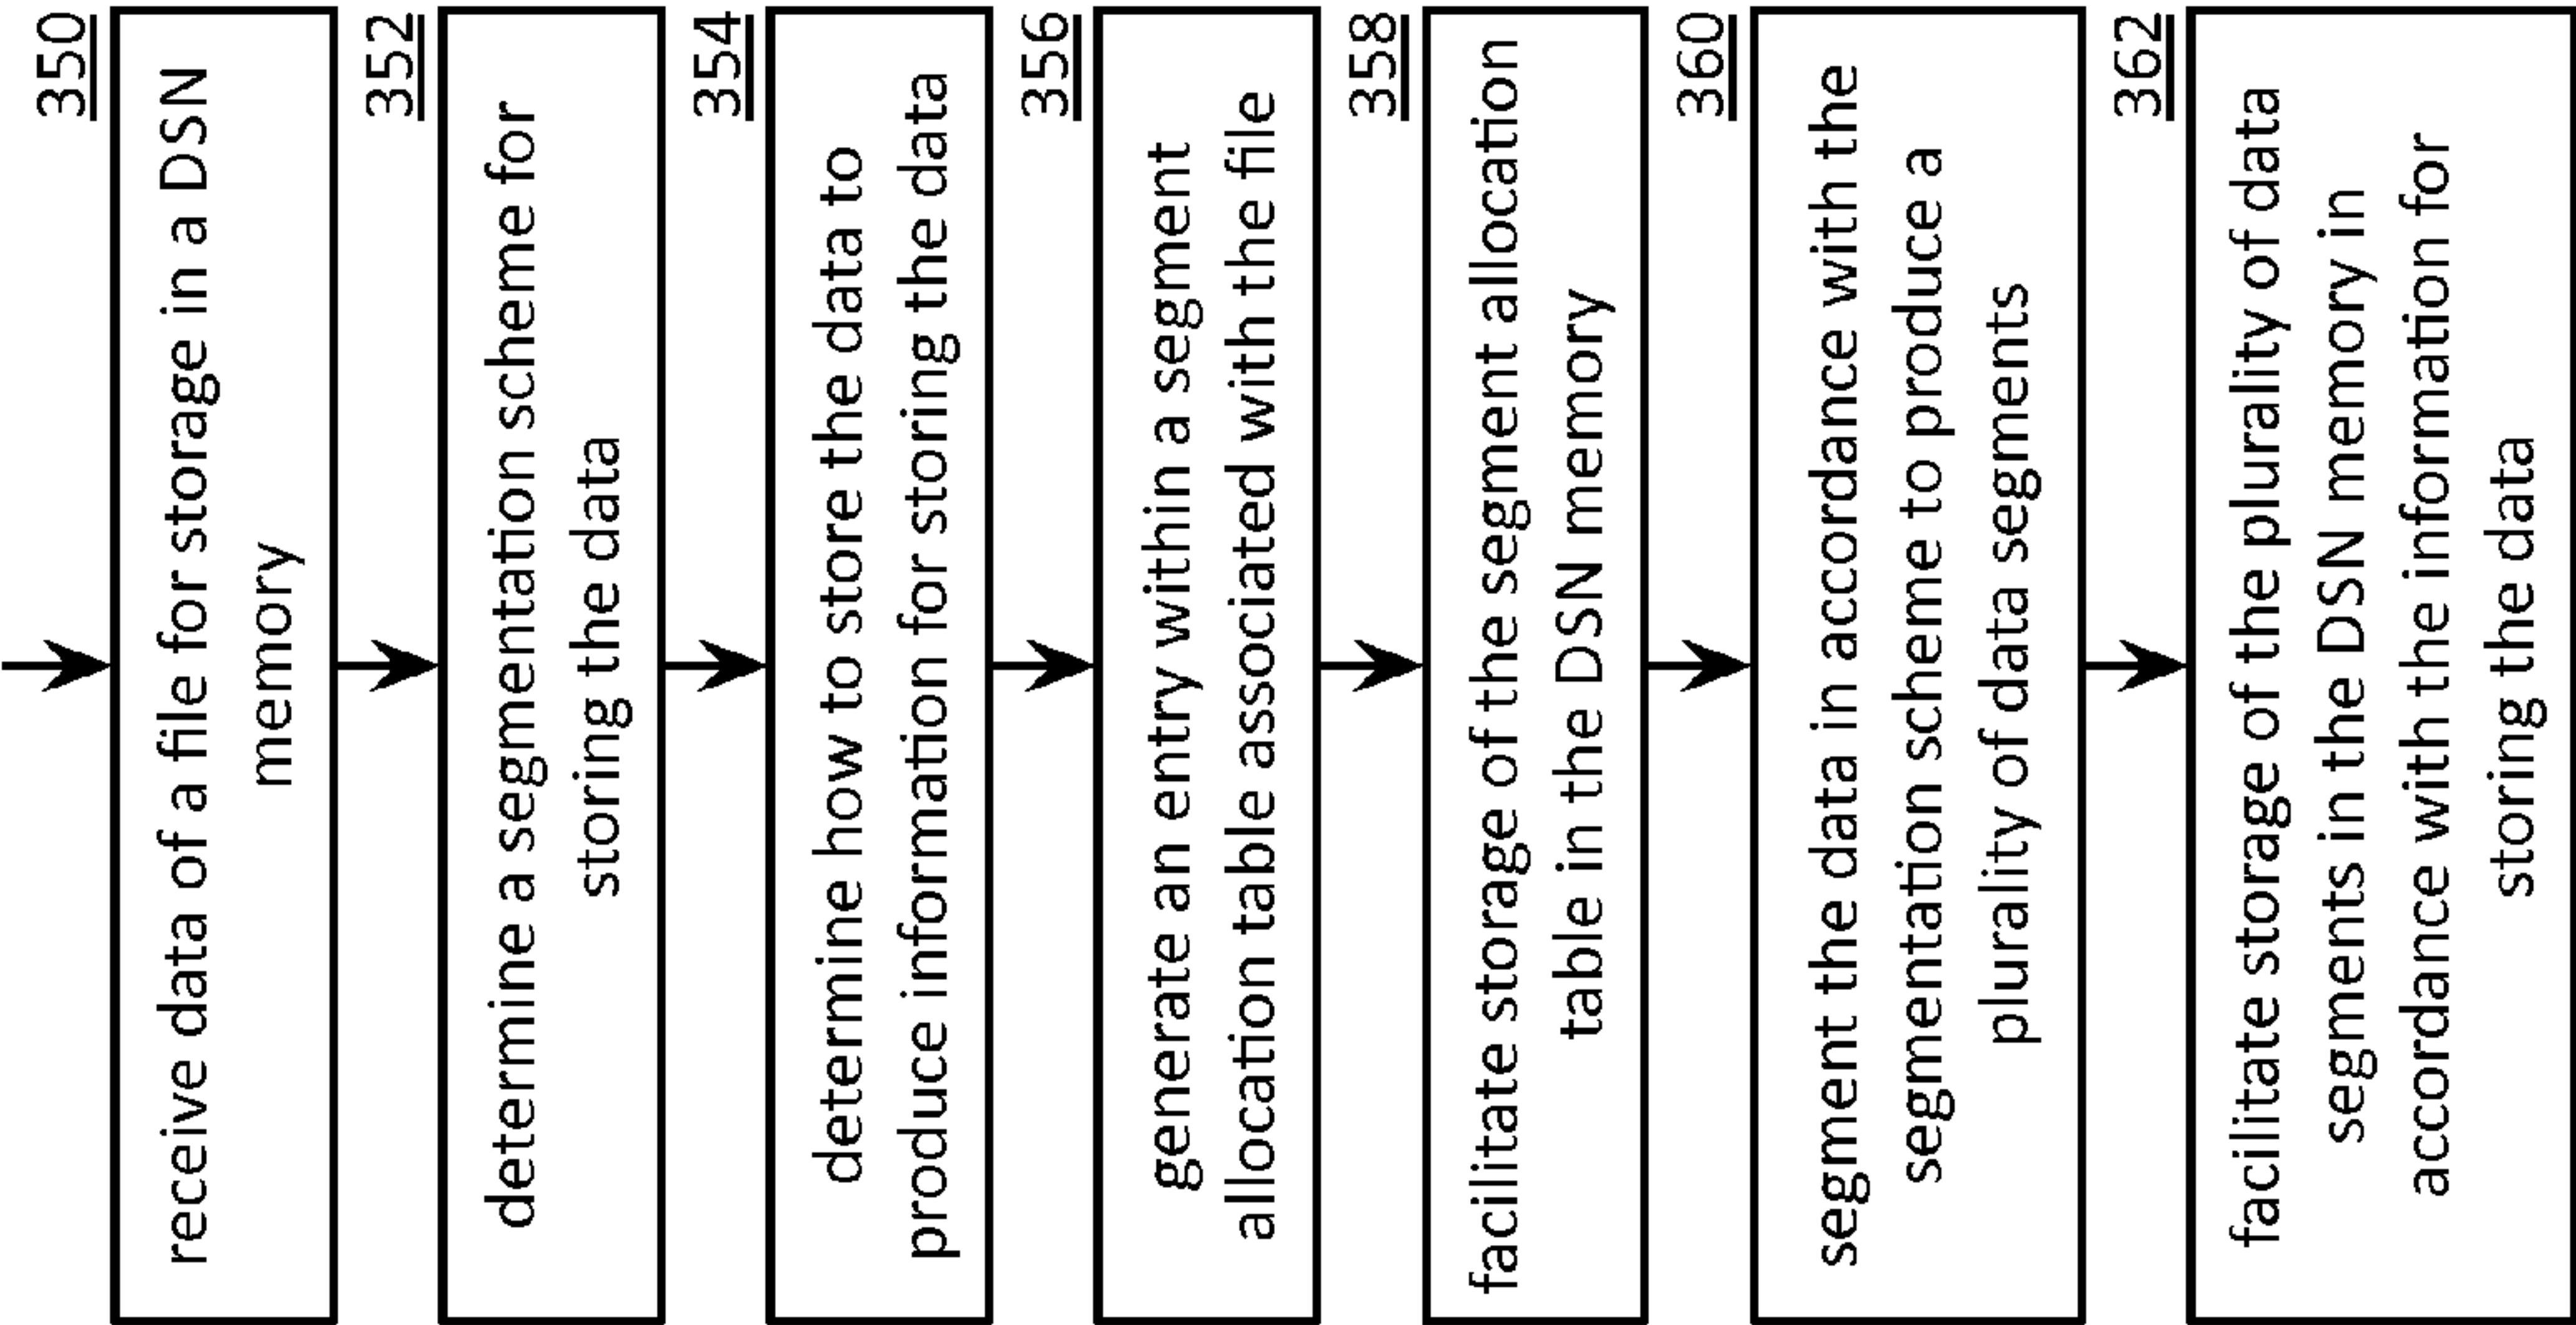 350
receive data of a file for storage in a DSN
memory
352
determine a segmentation scheme for
storing the data
354
determine how to store the data to
produce information for storing the data
356
generate an entry within a segment
allocation table associated with the file
358
facilitate storage of the segment allocation
table in the DSN memory
360
segment the data in accordance with the
segmentation scheme to produce a
plurality of data segments
362
facilitate storage of the plurality of data
segments in the DSN memory in
accordance with the information for
storing the data